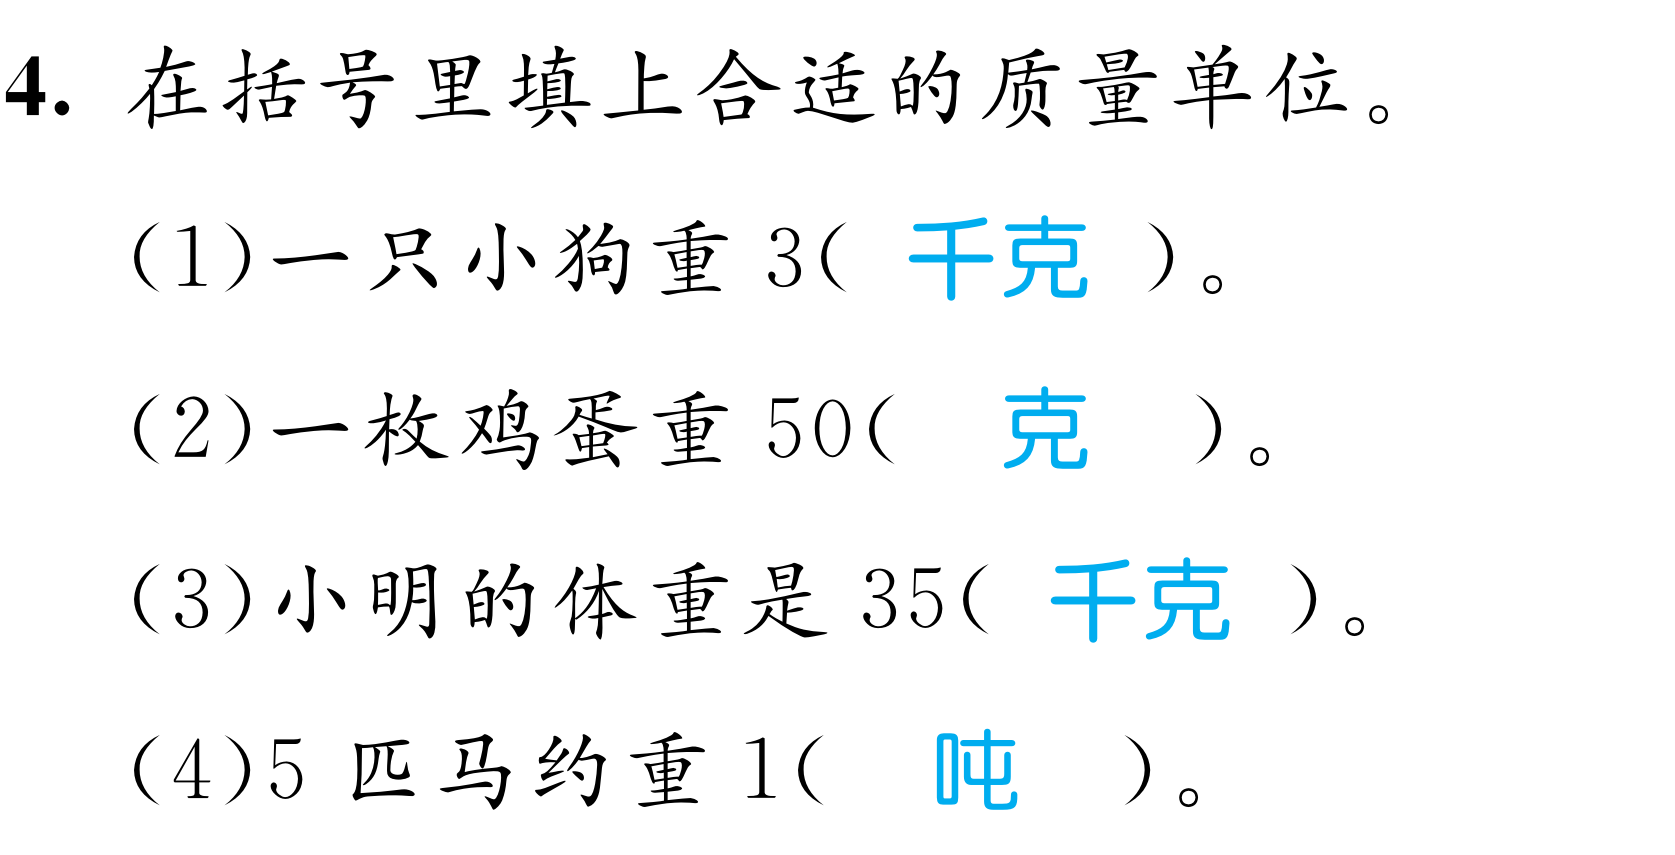 4. 在括号里填上合适的质量单位。
(1)一只小狗重 3( 千克 )。
(2)一枚鸡蛋重 50( 克 )。
(3)小明的体重是 35( 千克 )。
(4)5 匹马约重 1( 吨 )。